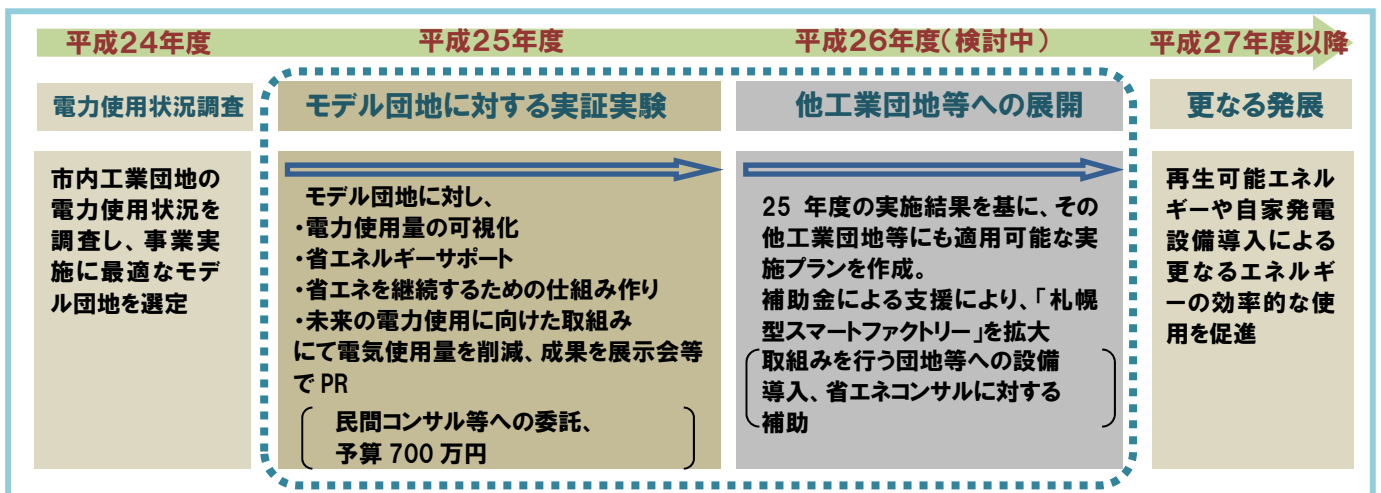 平成24年度
平成25年度
平成26年度(検討中)
平成27年度以降
電力使用状況調査
モデル団地に対する実証実験
他工業団地等への展開
更なる発展
市内工業団地の
電力使用状況を
調査し、事業実
施に最適なモデ
ル団地を選定
モデル団地に対し、
・電力使用量の可視化
・省エネルギーサポート
・省エネを継続するための仕組み作り
・未来の電力使用に向けた取組み
にて電気使用量を削減、成果を展示会等
で PR
民間コンサル等への委託、
予算 700 万円
25 年度の実施結果を基に、その
他工業団地等にも適用可能な実
施プランを作成。
補助金による支援により、「札幌
型スマートファクトリー」を拡大
取組みを行う団地等への設備
導入、省エネコンサルに対する
補助
再生可能エネル
ギーや自家発電
設備導入による
更なるエネルギ
ーの効率的な使
用を促進